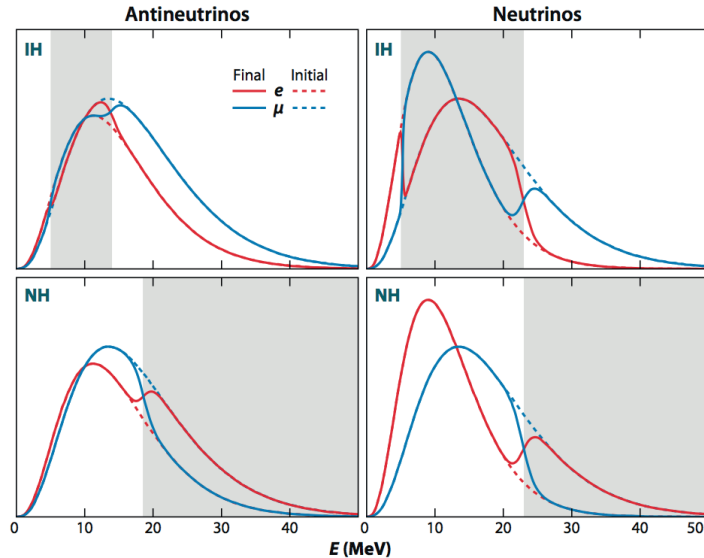 Antineutrinos Neutrinos
IH IH
Final Initial
e
μ
NH NH
0 10 20 30 40 0 10 20 30 40 50
E (MeV)